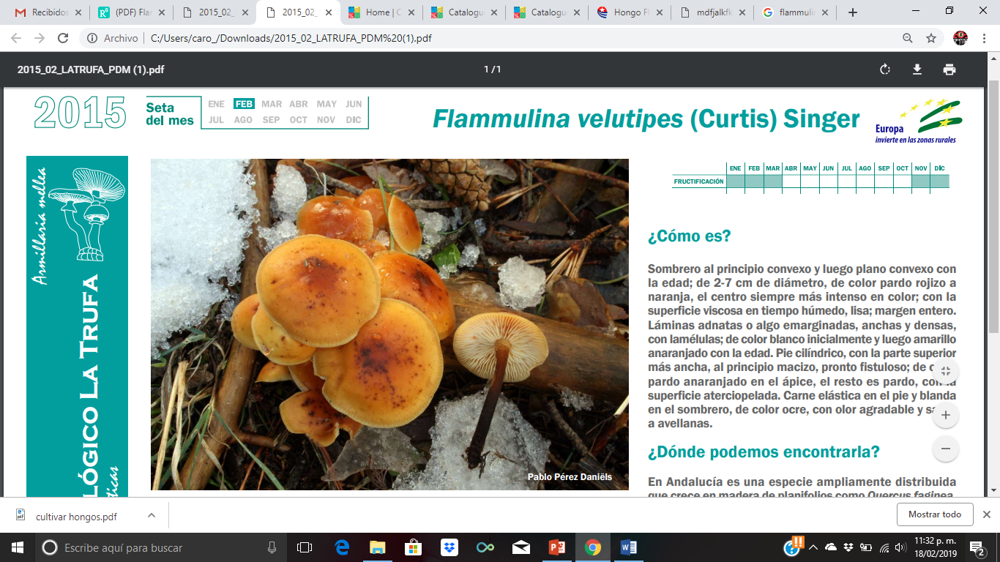 Recibidos
(PDF) Fla
2015_02_
2015_02_
Home | C
Catalogu
Catalogu
Hongo Fl
mdfjalkfk
flammulin
Archivo
C:/Users/caro_/Downloads/2015_02_LATRUFA_PDM%20(1).pdf
2015_02_LATRUFA_PDM (1).pdf
1 / 1
2015
Seta
del mes
ENE FEB MAR ABR MAY JUN
JUL AGO SEP OCT NOV DIC
Flammulina velutipes (Curtis) Singer
Europa
invierte en las zonas rurales
Armillaria mellea
LÓGICO LA TRUFA
ticas
ENE FEB MAR ABR MAY JUN JUL AGO SEP OCT NOV DIC
FRUCTIFICACIÓN
¿Cómo es?
Sombrero al principio convexo y luego plano convexo con
la edad; de 2-7 cm de diámetro, de color pardo rojizo a
naranja, el centro siempre más intenso en color; con la
superficie viscosa en tiempo húmedo, lisa; margen entero.
Láminas adnatas o algo emarginadas, anchas y densas,
con lamélulas; de color blanco inicialmente y luego amarillo
anaranjado con la edad. Pie cilíndrico, con la parte superior
más ancha, al principio macizo, pronto fistuloso; de
pardo anaranjado en el ápice, el resto es pardo, con la
superficie aterciopelada. Carne elástica en el pie y blanda
en el sombrero, de color ocre, con olor agradable y
a avellanas.
¿Dónde podemos encontrarla?
En Andalucía es una especie ampliamente distribuida
que crece en madera de planifolios como Quercus faginea,
Pablo Pérez Daniëls
cultivar hongos.pdf
Mostrar todo
Escribe aquí para buscar
11:32 p. m.
18/02/2019
2